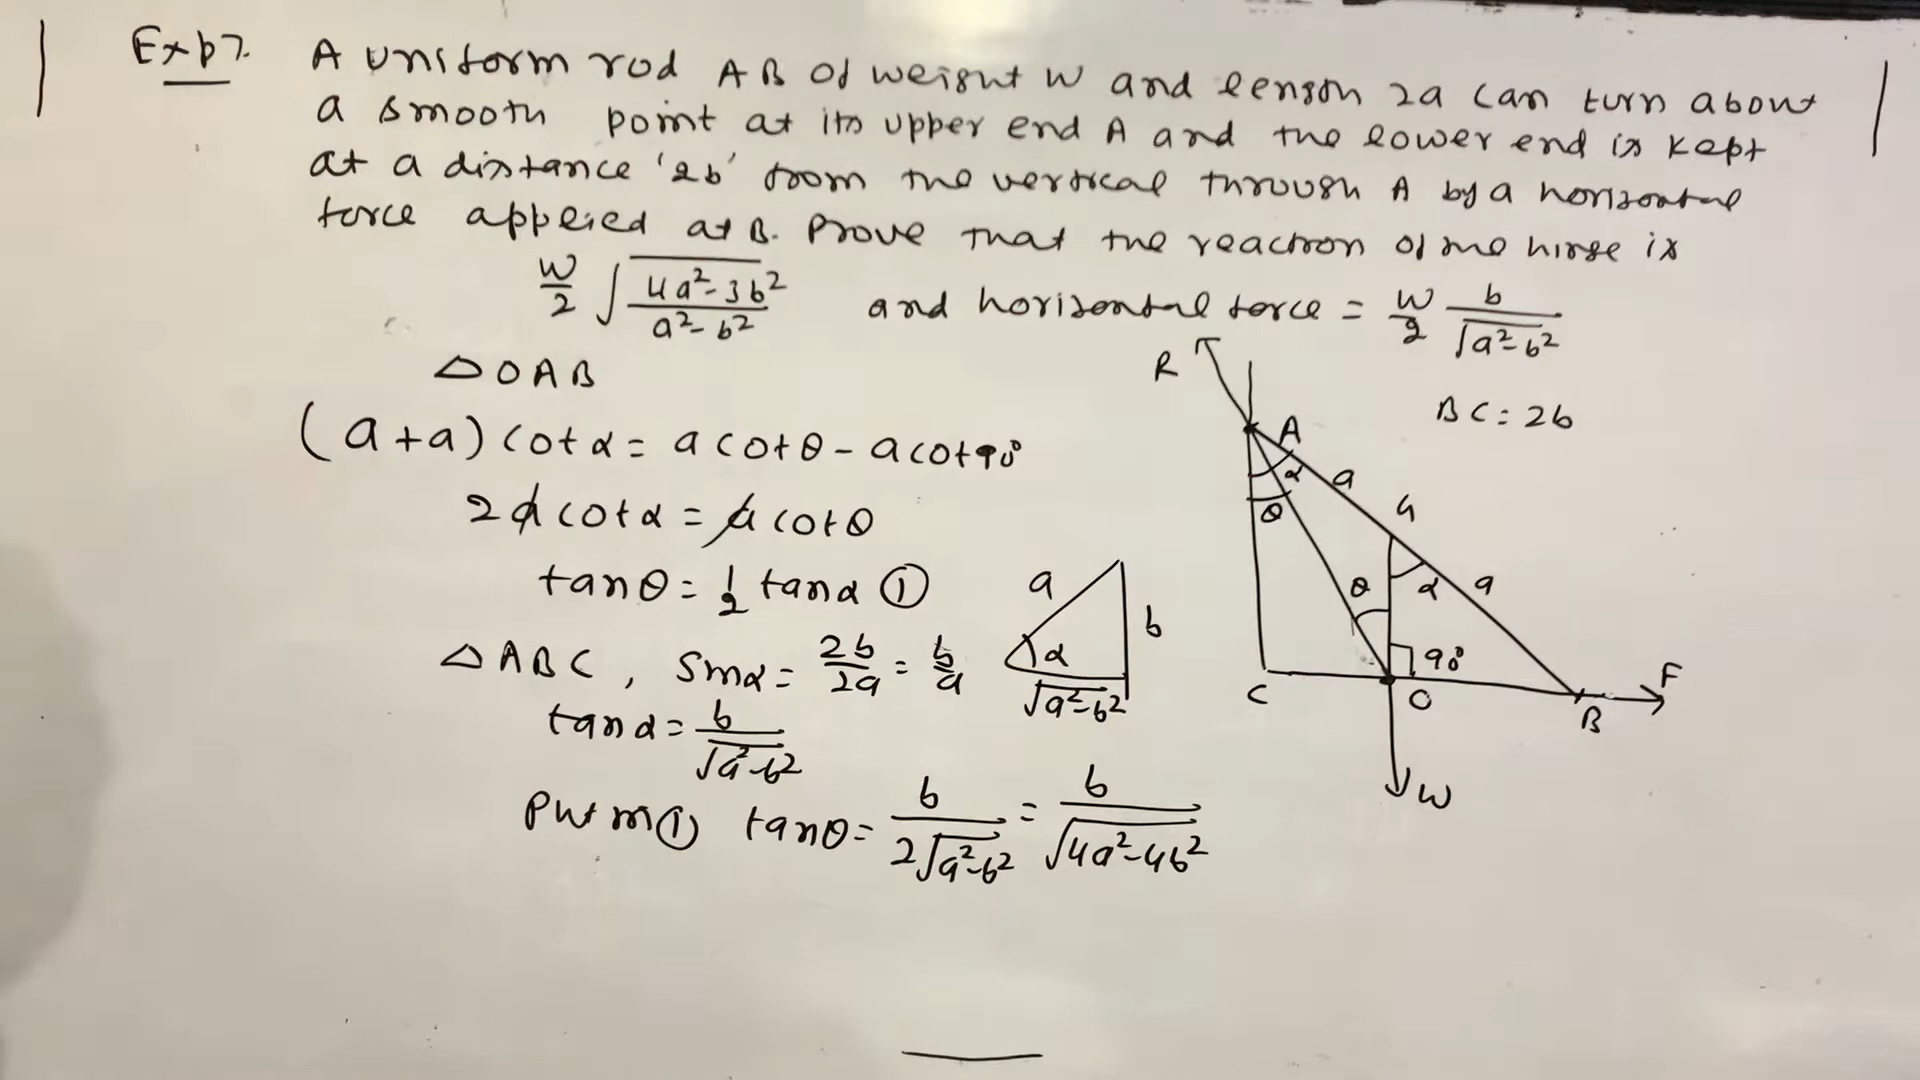 Ex p7. A uniform rod AB of weight W and length 2a can turn about
a smooth point at its upper end A and the lower end is kept
at a distance '2b' from the vertical through A by a horizontal
force applied at B. Prove that the reaction of the hinge is
W/2 √(4a²-3b² / a²-b²) and horizontal force = W/2 b/√(a²-b²)
△OAB
(a+a) cot α = a cot θ - a cot 90°
2a cot α = a cot θ
tan θ = 1/2 tan α ①
△ABC, sin α = 2b/2a = b/a
tan α = b/√(a²-b²)
Put in ① tan θ = b/2√(a²-b²) = b/√(4a²-4b²)
a
b
α
√(a²-b²)
R
BC = 2b
A
α
a
θ
G
θ
α
a
90°
C
O
B
F
W